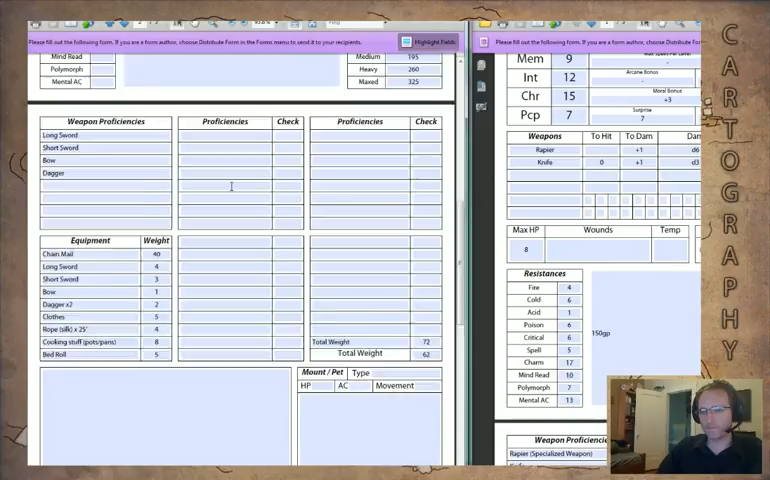 Please fill out the following form. If you are a form author, choose Distribute Form in the Forms menu to send it to your recipients.
Highlight Fields
Mind Read
Polymorph
Mental AC
Medium 195
Heavy 260
Maxed 325
Weapon Proficiencies
Long Sword
Short Sword
Bow
Dagger
Proficiencies Check
Proficiencies Check
Equipment Weight
Chain Mail 40
Long Sword 4
Short Sword 3
Bow 1
Dagger x2 2
Clothes 5
Rope (silk) x 25' 4
Cooking stuff (pots/pans) 8
Bed Roll 5
Total Weight 72
Total Weight 62
Mount / Pet Type
HP AC Movement
Please fill out the following form. If you are a form author, choose Distribute For
Mem 9
Int 12
Chr 15
Pcp 7
Arcane Bonus
-
Moral Bonus
+3
Surprise
7
Weapons To Hit To Dam Dam
Rapier +1 d6
Knife 0 +1 d3
Max HP Wounds Temp
8
Resistances
Fire 4
Cold 6
Acid 1
Poison 6
Critical 6
Spell 5
Charm 17
Mind Read 10
Polymorph 7
Mental AC 13
150gp
Weapon Proficiencies
Rapier (Specialized Weapon)
CARTOGRAPHY